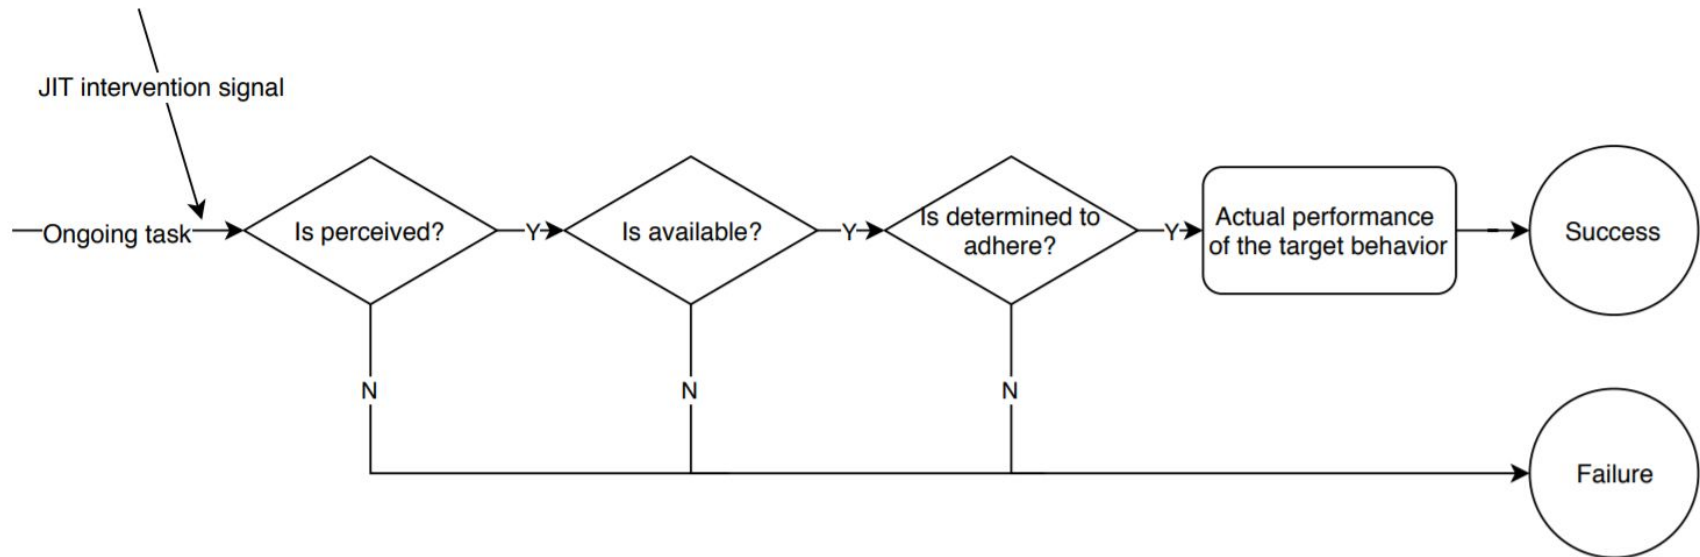 JIT intervention signal
Ongoing task
Is perceived?
Y
Is available?
Y
Is determined to
adhere?
Y
Actual performance
of the target behavior
Success
N
N
N
Failure